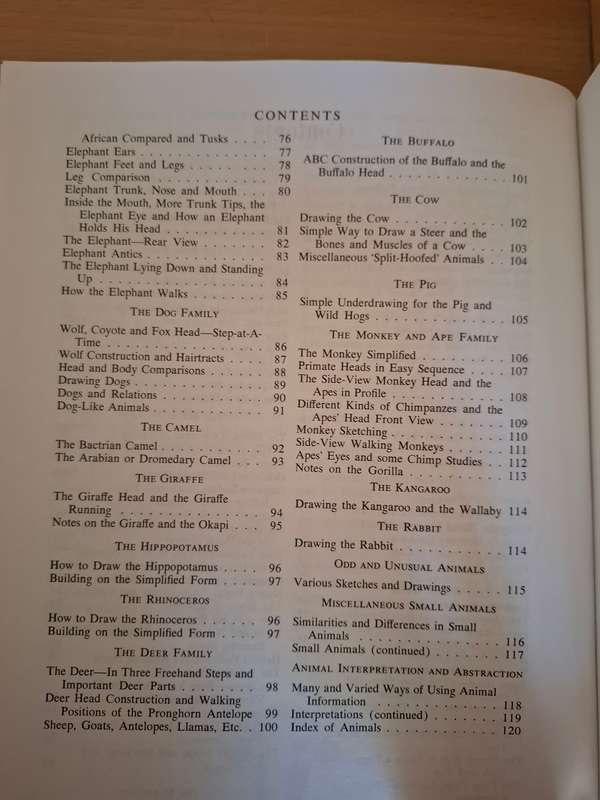 CONTENTS
African Compared and Tusks . . . . 76
Elephant Ears . . . . . . . . . . . . . 77
Elephant Feet and Legs . . . . . . . 78
Leg Comparison . . . . . . . . . . . 79
Elephant Trunk, Nose and Mouth . . . 80
Inside the Mouth, More Trunk Tips, the
Elephant Eye and How an Elephant
Holds His Head . . . . . . . . . . . 81
The Elephant—Rear View . . . . . . . 82
Elephant Antics . . . . . . . . . . . . 83
The Elephant Lying Down and Standing
Up . . . . . . . . . . . . . . . . . 84
How the Elephant Walks . . . . . . . . 85
THE DOG FAMILY
Wolf, Coyote and Fox Head—Step-at-A-
Time . . . . . . . . . . . . . . . . 86
Wolf Construction and Hairtracts . . . . 87
Head and Body Comparisons . . . . . . 88
Drawing Dogs . . . . . . . . . . . . . 89
Dogs and Relations . . . . . . . . . . 90
Dog-Like Animals . . . . . . . . . . . 91
THE CAMEL
The Bactrian Camel . . . . . . . . . . . 92
The Arabian or Dromedary Camel . . . 93
THE GIRAFFE
The Giraffe Head and the Giraffe
Running . . . . . . . . . . . . . . 94
Notes on the Giraffe and the Okapi . . . 95
THE HIPPOPOTAMUS
How to Draw the Hippopotamus . . . . 96
Building on the Simplified Form . . . . 97
THE RHINOCEROS
How to Draw the Rhinoceros . . . . . . 96
Building on the Simplified Form . . . . 97
THE DEER FAMILY
The Deer—In Three Freehand Steps and
Important Deer Parts . . . . . . . . 98
Deer Head Construction and Walking
Positions of the Pronghorn Antelope 99
Sheep, Goats, Antelopes, Llamas, Etc. . 100
THE BUFFALO
ABC Construction of the Buffalo and the
Buffalo Head . . . . . . . . . . . . 101
THE COW
Drawing the Cow . . . . . . . . . . . . 102
Simple Way to Draw a Steer and the
Bones and Muscles of a Cow . . . . 103
Miscellaneous 'Split-Hoofed' Animals . . 104
THE PIG
Simple Underdrawing for the Pig and
Wild Hogs . . . . . . . . . . . . . . 105
THE MONKEY AND APE FAMILY
The Monkey Simplified . . . . . . . . . 106
Primate Heads in Easy Sequence . . . . 107
The Side-View Monkey Head and the
Apes in Profile . . . . . . . . . . . . 108
Different Kinds of Chimpanzes and the
Apes' Head Front View . . . . . . . 109
Monkey Sketching . . . . . . . . . . . 110
Side-View Walking Monkeys . . . . . . 111
Apes' Eyes and some Chimp Studies . . 112
Notes on the Gorilla . . . . . . . . . . 113
THE KANGAROO
Drawing the Kangaroo and the Wallaby 114
THE RABBIT
Drawing the Rabbit . . . . . . . . . . . 114
ODD AND UNUSUAL ANIMALS
Various Sketches and Drawings . . . . . 115
MISCELLANEOUS SMALL ANIMALS
Similarities and Differences in Small
Animals . . . . . . . . . . . . . . 116
Small Animals (continued) . . . . . . . 117
ANIMAL INTERPRETATION AND ABSTRACTION
Many and Varied Ways of Using Animal
Information . . . . . . . . . . . . . 118
Interpretations (continued) . . . . . . . 119
Index of Animals . . . . . . . . . . . . 120